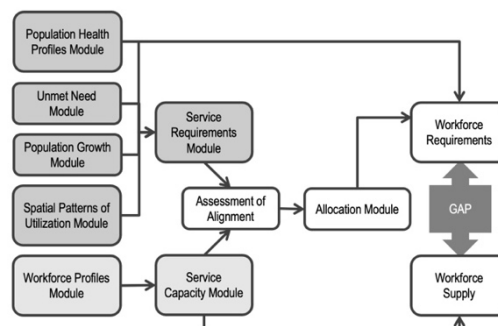 Population Health
Profiles Module
Unmet Need
Module
Population Growth
Module
Spatial Patterns of
Utilization Module
Workforce Profiles
Module
Service
Requirements
Module
Service
Capacity Module
Assessment of
Alignment
Allocation Module
Workforce
Requirements
GAP
Workforce
Supply